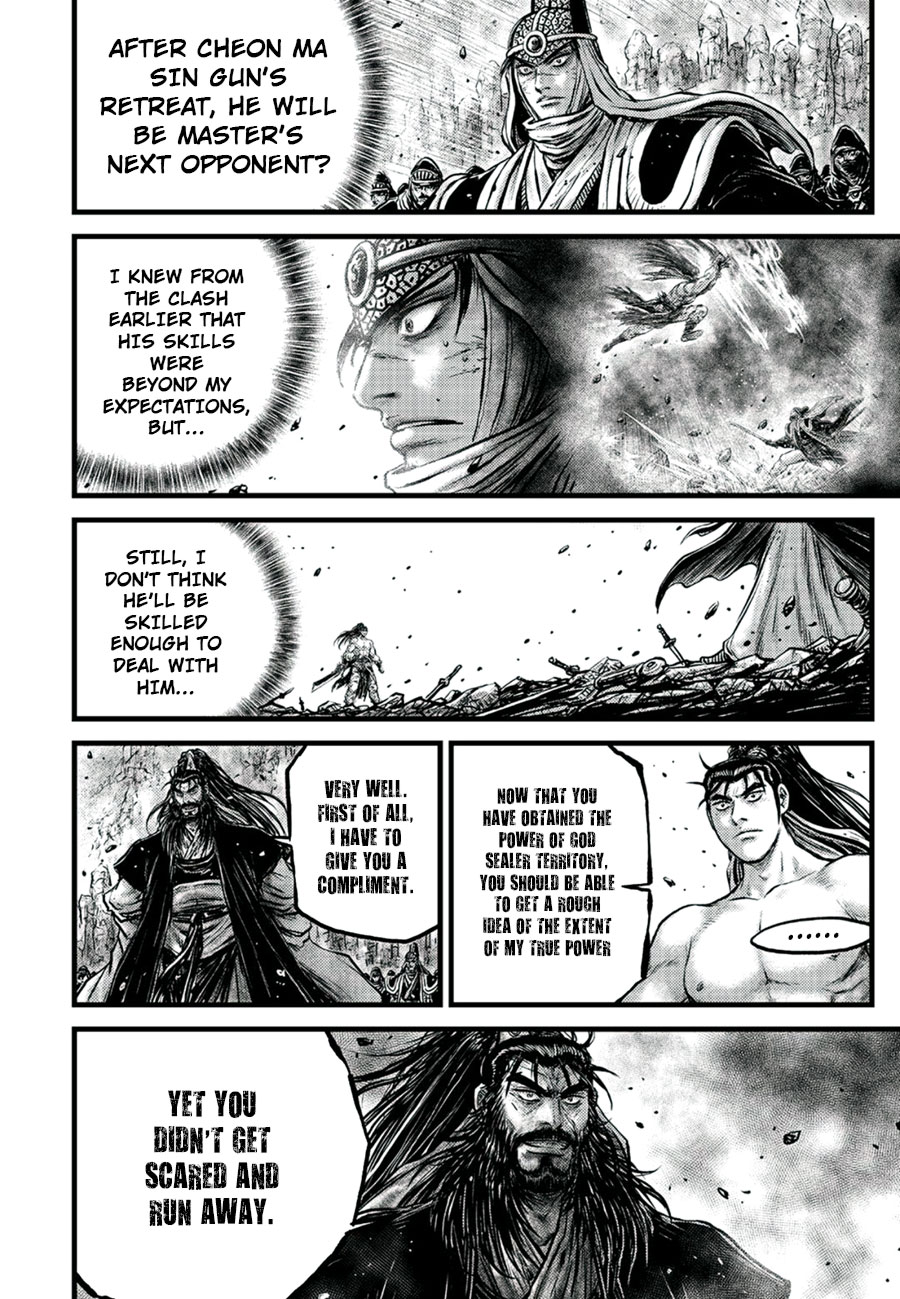 AFTER CHEON MA
SIN GUN'S
RETREAT, HE WILL
BE MASTER'S
NEXT OPPONENT?
I KNEW FROM
THE CLASH
EARLIER THAT
HIS SKILLS
WERE
BEYOND MY
EXPECTATIONS,
BUT...
STILL, I
DON'T THINK
HE'LL BE
SKILLED
ENOUGH TO
DEAL WITH
HIM...
VERY WELL.
FIRST OF ALL,
I HAVE TO
GIVE YOU A
COMPLIMENT.
NOW THAT YOU
HAVE OBTAINED THE
POWER OF GOD
SEALER TERRITORY,
YOU SHOULD BE ABLE
TO GET A ROUGH
IDEA OF THE EXTENT
OF MY TRUE POWER
......
YET YOU
DIDN'T GET
SCARED AND
RUN AWAY.